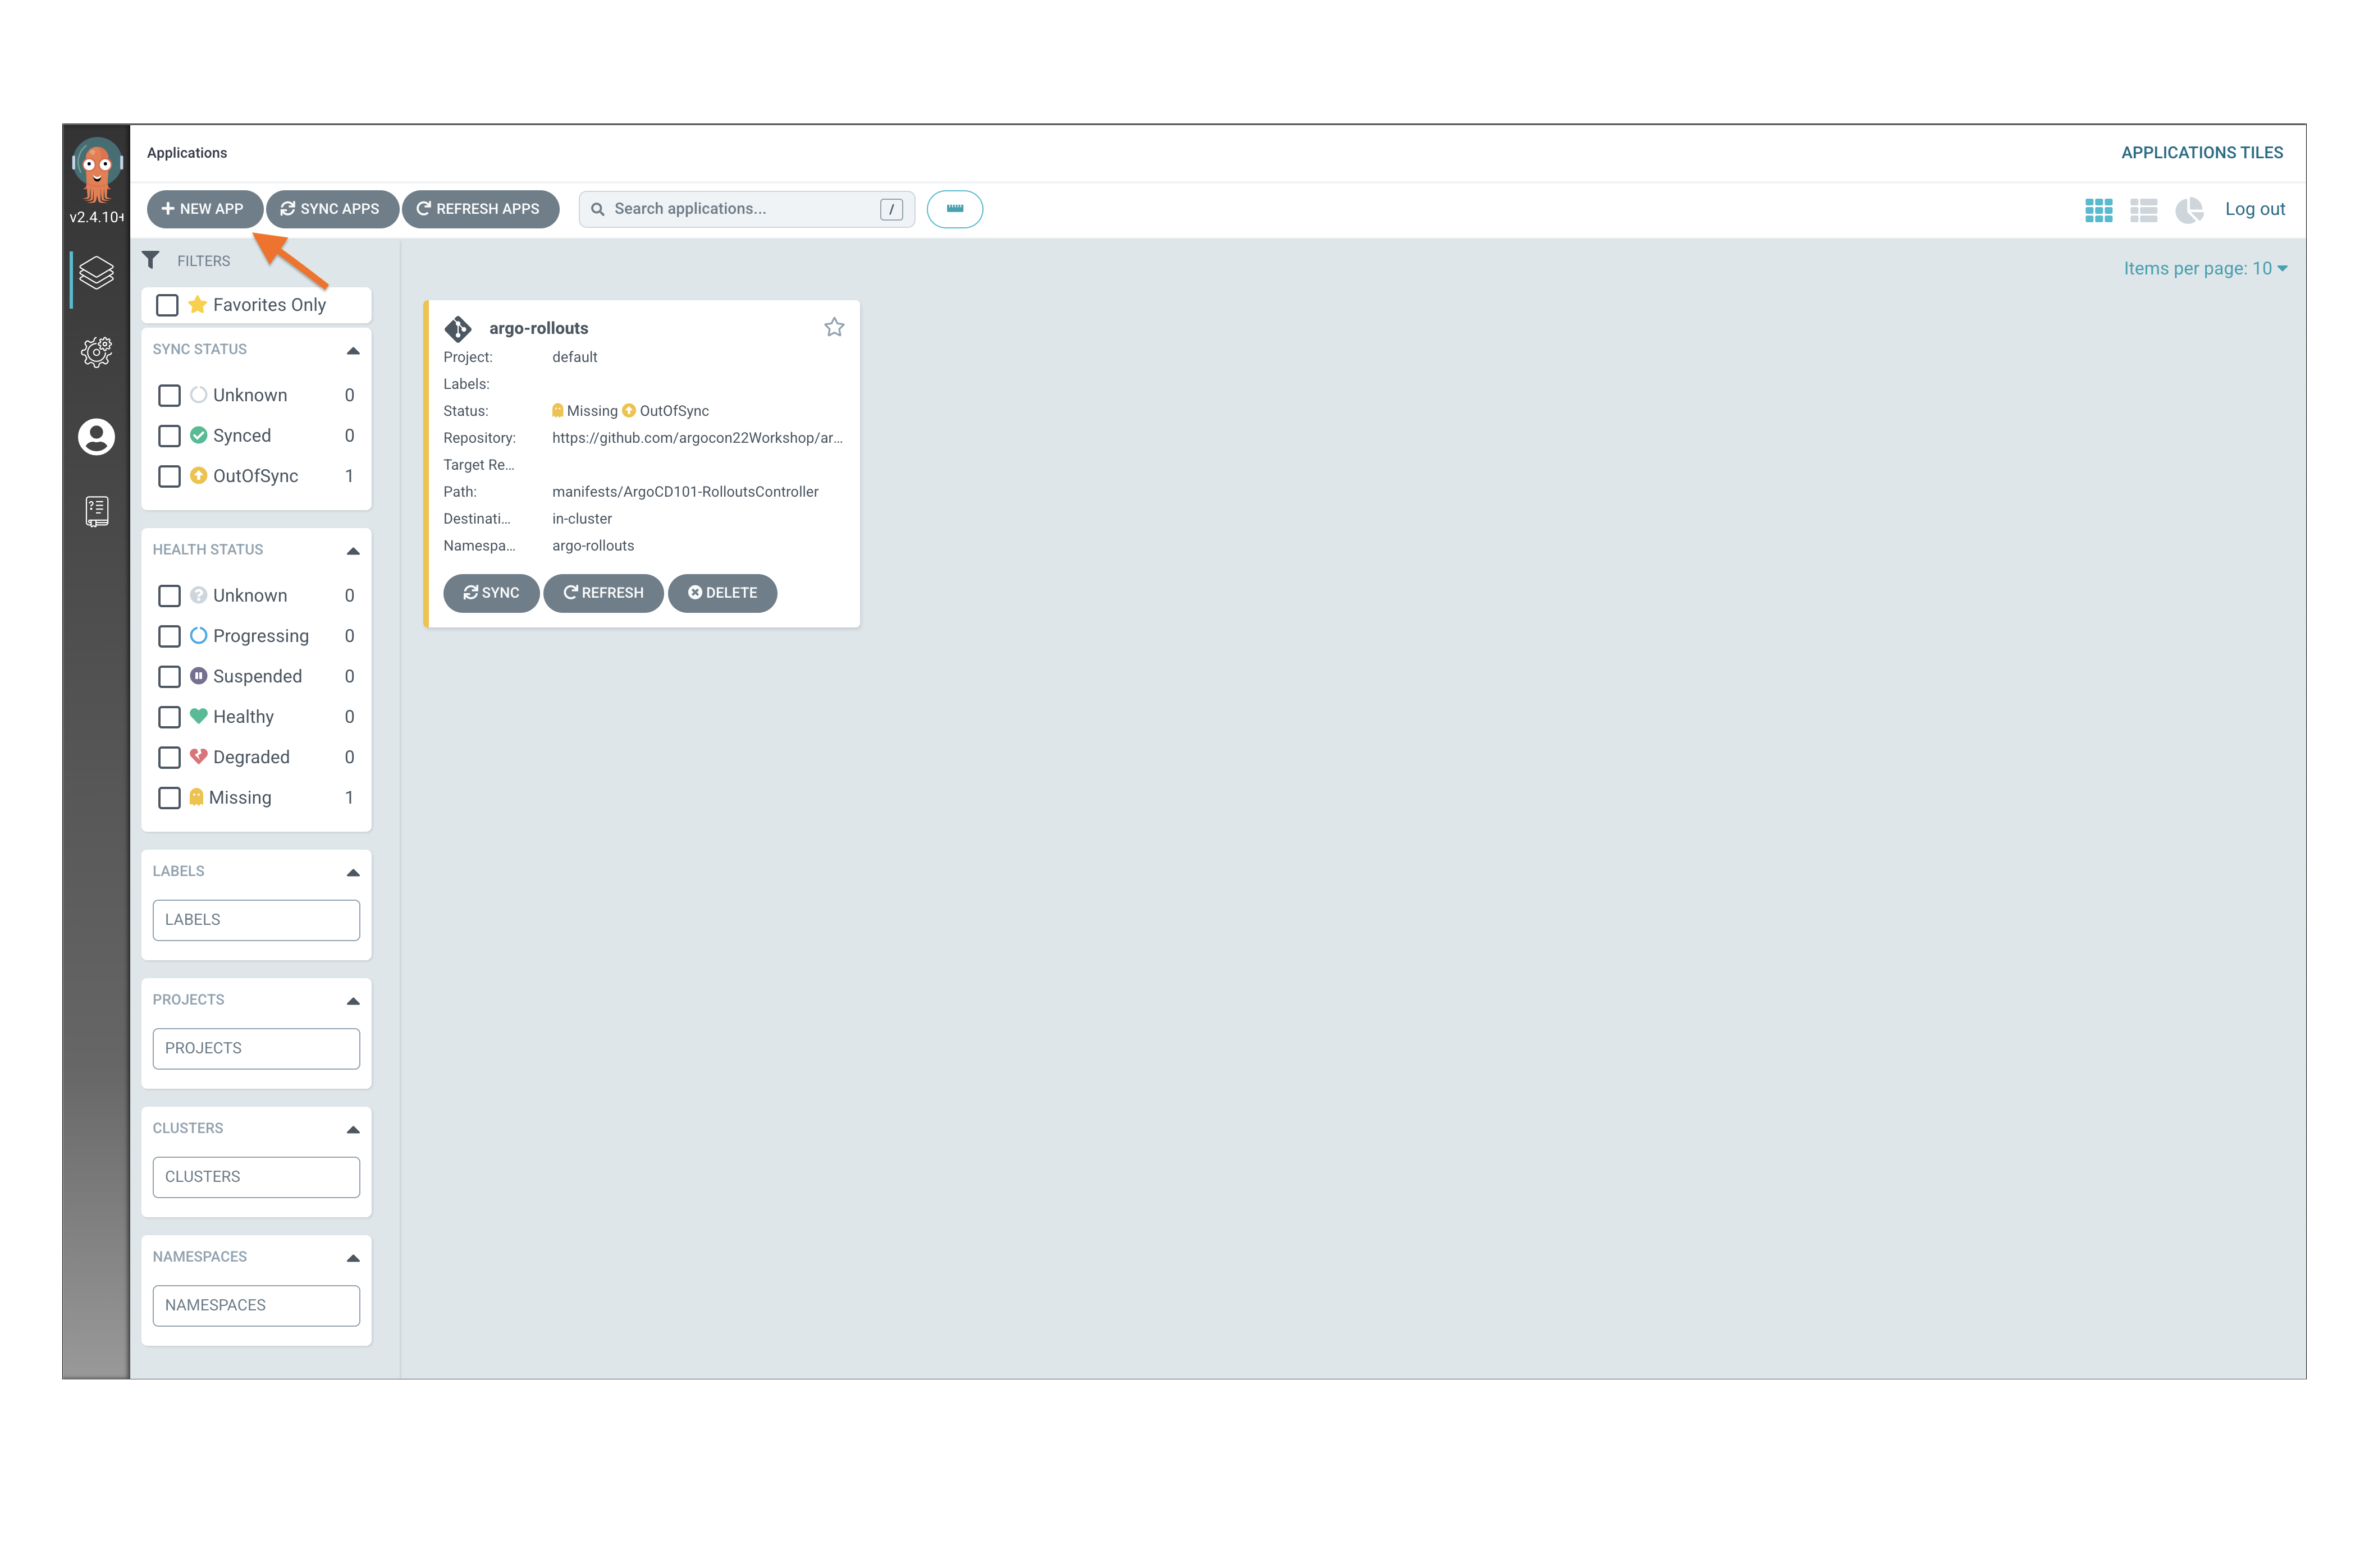 Applications
APPLICATIONS TILES
v2.4.10+
NEW APP
SYNC APPS
REFRESH APPS
Search applications...
/
Log out
FILTERS
Items per page: 10
Favorites Only
SYNC STATUS
Unknown 0
Synced 0
OutOfSync 1
HEALTH STATUS
Unknown 0
Progressing 0
Suspended 0
Healthy 0
Degraded 0
Missing 1
LABELS
LABELS
PROJECTS
PROJECTS
CLUSTERS
CLUSTERS
NAMESPACES
NAMESPACES
argo-rollouts
Project: default
Labels:
Status: Missing OutOfSync
Repository: https://github.com/argocon22Workshop/ar...
Target Re...
Path: manifests/ArgoCD101-RolloutsController
Destinati... in-cluster
Namespa... argo-rollouts
SYNC
REFRESH
DELETE